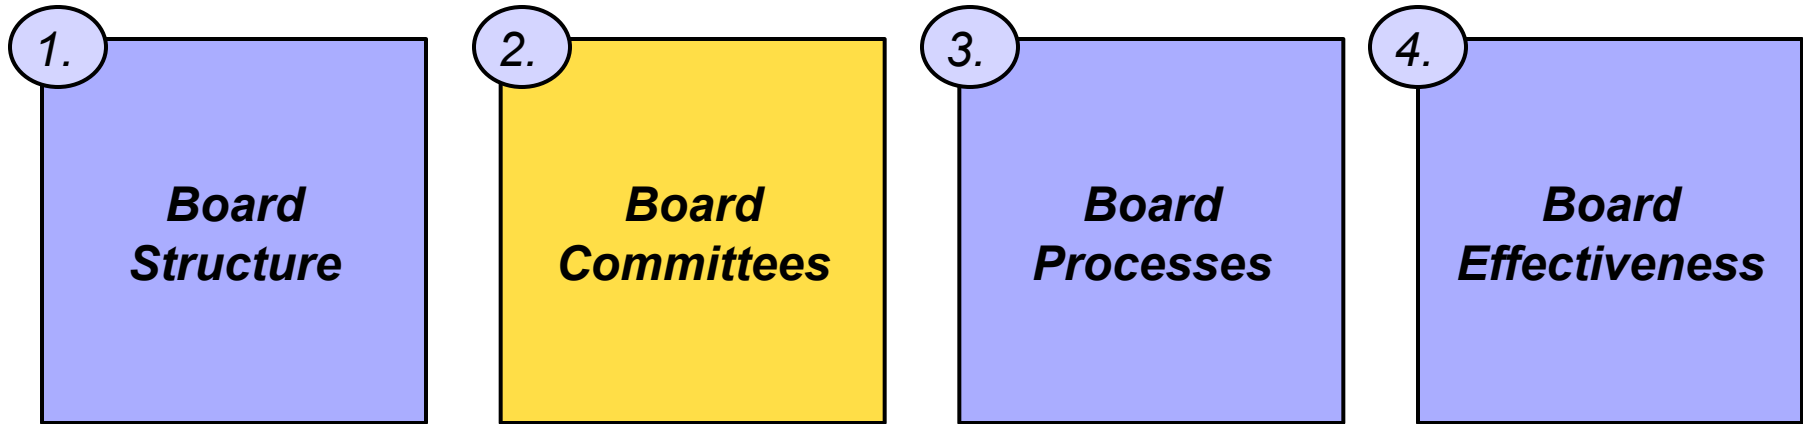 1.
Board
Structure
2.
Board
Committees
3.
Board
Processes
4.
Board
Effectiveness